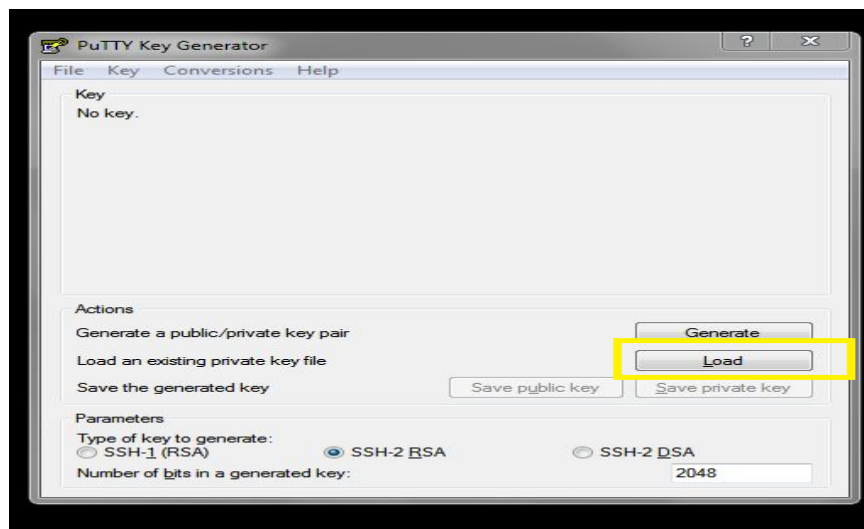 PuTTY Key Generator
File Key Conversions Help
Key
No key.
Actions
Generate a public/private key pair Generate
Load an existing private key file Load
Save the generated key Save public key Save private key
Parameters
Type of key to generate:
SSH-1 (RSA) SSH-2 RSA SSH-2 DSA
Number of bits in a generated key: 2048